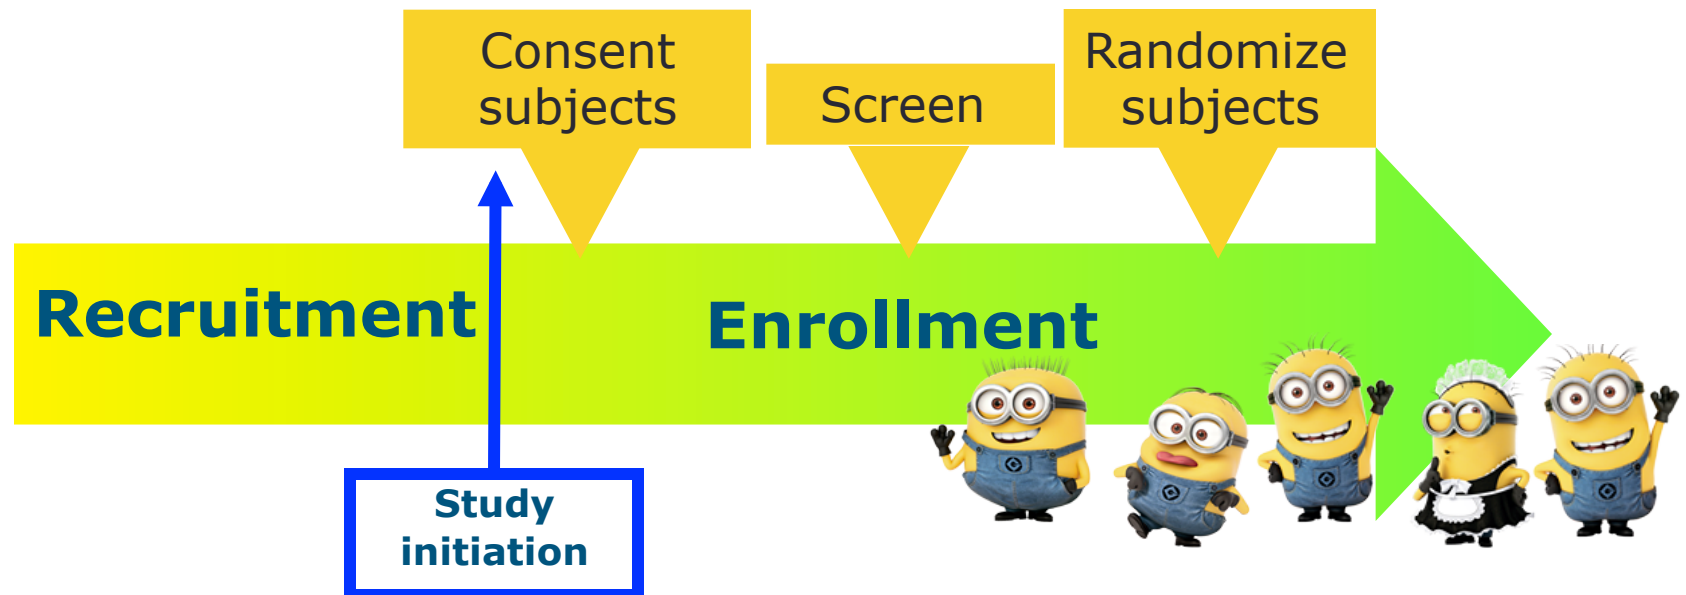 Consent
subjects
Screen
Randomize
subjects
Recruitment
Enrollment
Study
initiation